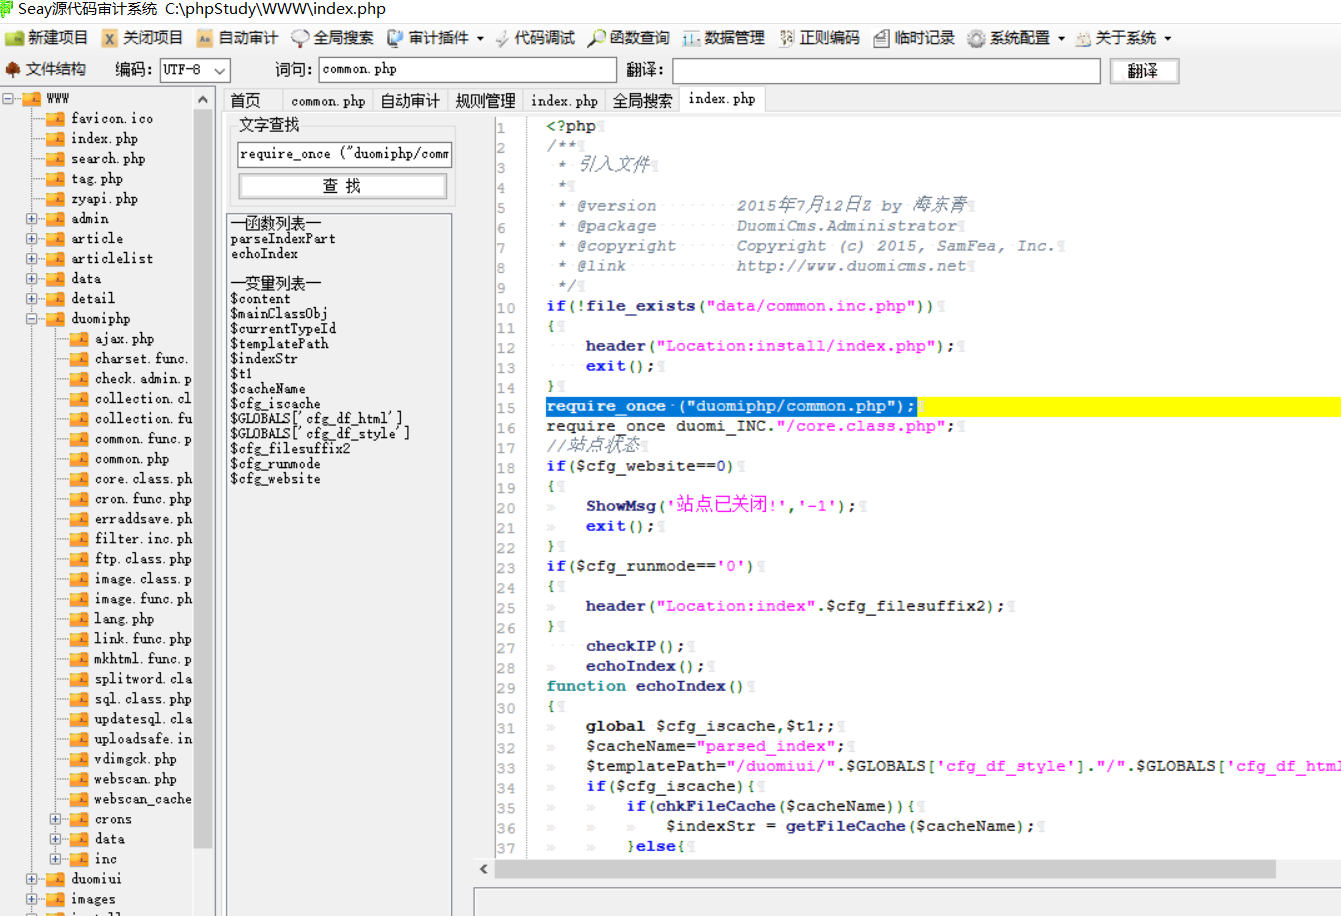 Seay源代码审计系统 C:\phpStudy\WWW\index.php
新建项目 关闭项目 自动审计 全局搜索 审计插件 代码调试 函数查询 数据管理 正则编码 临时记录 系统配置 关于系统
文件结构 编码: UTF-8 词句: common.php 翻译: 翻译
首页 common.php 自动审计 规则管理 index.php 全局搜索 index.php
WWW
favicon.ico
index.php
search.php
tag.php
zyapi.php
admin
article
articlelist
data
detail
duomiphp
ajax.php
charset.func.
check.admin.p
collection.cl
collection.fu
common.func.p
common.php
core.class.ph
cron.func.php
erraddsave.ph
filter.inc.ph
ftp.class.php
image.class.p
image.func.ph
lang.php
link.func.php
mkhtml.func.p
splitword.cla
sql.class.php
updatesql.cla
uploadsafe.in
vdimgck.php
webscan.php
webscan_cache
crons
data
inc
duomiui
images
文字查找
require_once ("duomiphp/comm
查 找
—函数列表—
parseIndexPart
echoIndex
—变量列表—
$content
$mainClassObj
$currentTypeId
$templatePath
$indexStr
$t1
$cacheName
$cfg_iscache
$GLOBALS['cfg_df_html']
$GLOBALS['cfg_df_style']
$cfg_filesuffix2
$cfg_runmode
$cfg_website
1 <?php
2 /**
3 * 引入文件
4 *
5 * @version 2015年7月12日Z by 海东青
6 * @package DuomiCms.Administrator
7 * @copyright Copyright (c) 2015, SamFea, Inc.
8 * @link http://www.duomicms.net
9 */
10 if(!file_exists("data/common.inc.php"))
11 {
12 header("Location:install/index.php");
13 exit();
14 }
15 require_once ("duomiphp/common.php");
16 require_once duomi_INC."/core.class.php";
17 //站点状态
18 if($cfg_website==0)
19 {
20 ShowMsg('站点已关闭!','-1');
21 exit();
22 }
23 if($cfg_runmode=='0')
24 {
25 header("Location:index".$cfg_filesuffix2);
26 }
27 checkIP();
28 echoIndex();
29 function echoIndex()
30 {
31 global $cfg_iscache,$t1;;
32 $cacheName="parsed_index";
33 $templatePath="/duomiui/".$GLOBALS['cfg_df_style']."/".$GLOBALS['cfg_df_html
34 if($cfg_iscache){
35 if(chkFileCache($cacheName)){
36 $indexStr = getFileCache($cacheName);
37 }else{